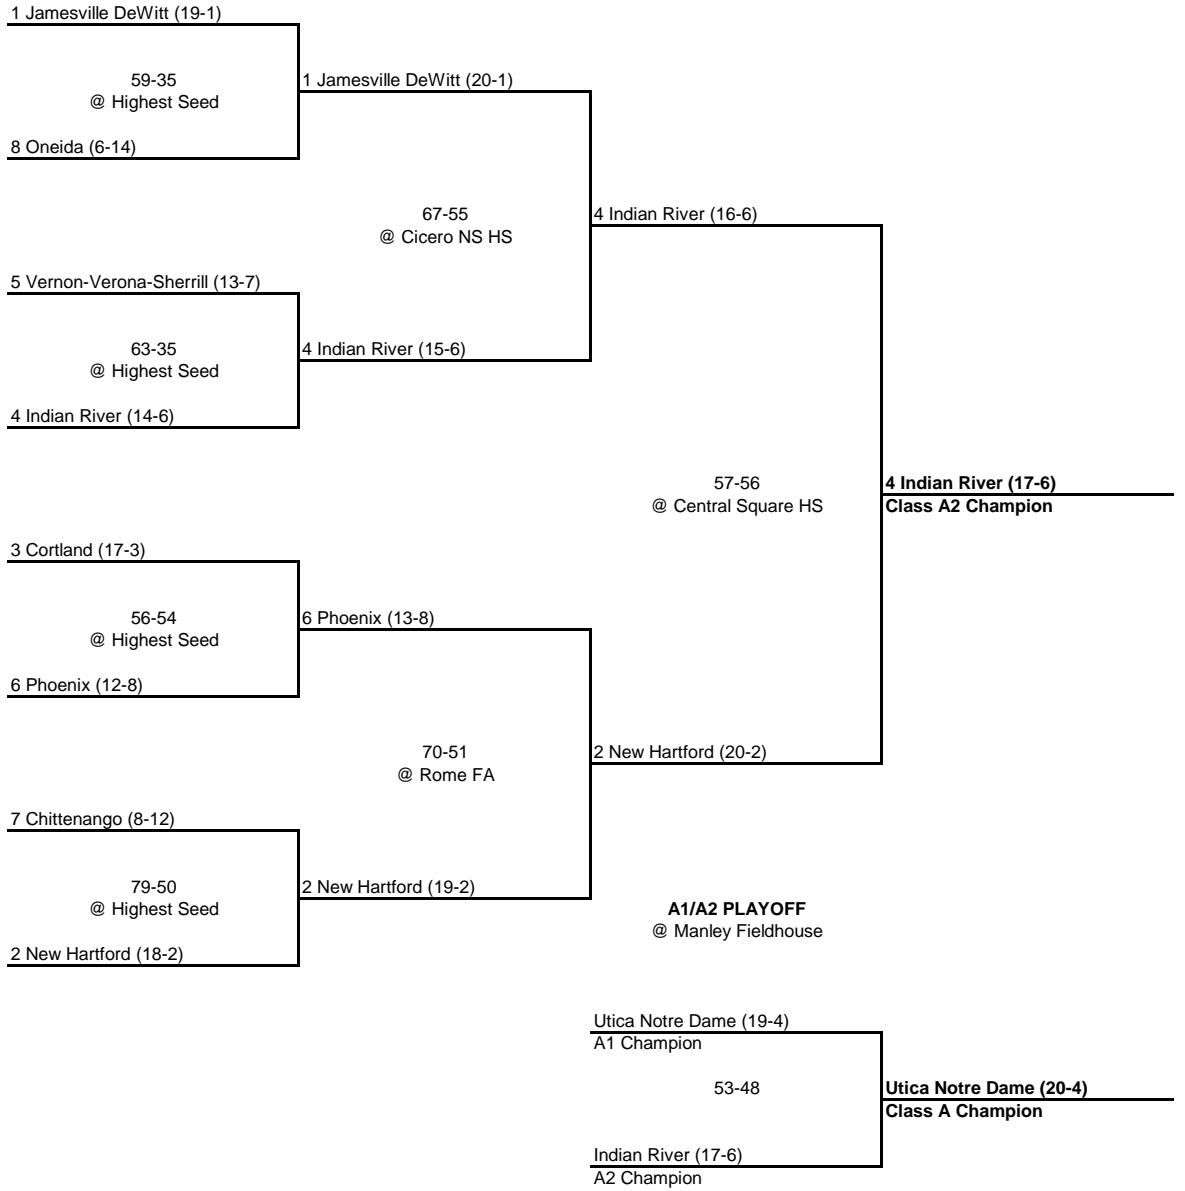 1 Jamesville DeWitt (19-1)
59-35
@ Highest Seed
1 Jamesville DeWitt (20-1)
8 Oneida (6-14)
67-55
@ Cicero NS HS
4 Indian River (16-6)
5 Vernon-Verona-Sherrill (13-7)
63-35
@ Highest Seed
4 Indian River (15-6)
4 Indian River (14-6)
57-56
@ Central Square HS
4 Indian River (17-6)
Class A2 Champion
3 Cortland (17-3)
56-54
@ Highest Seed
6 Phoenix (13-8)
6 Phoenix (12-8)
70-51
@ Rome FA
2 New Hartford (20-2)
7 Chittenango (8-12)
79-50
@ Highest Seed
2 New Hartford (19-2)
2 New Hartford (18-2)
A1/A2 PLAYOFF
@ Manley Fieldhouse
Utica Notre Dame (19-4)
A1 Champion
53-48
Utica Notre Dame (20-4)
Class A Champion
Indian River (17-6)
A2 Champion